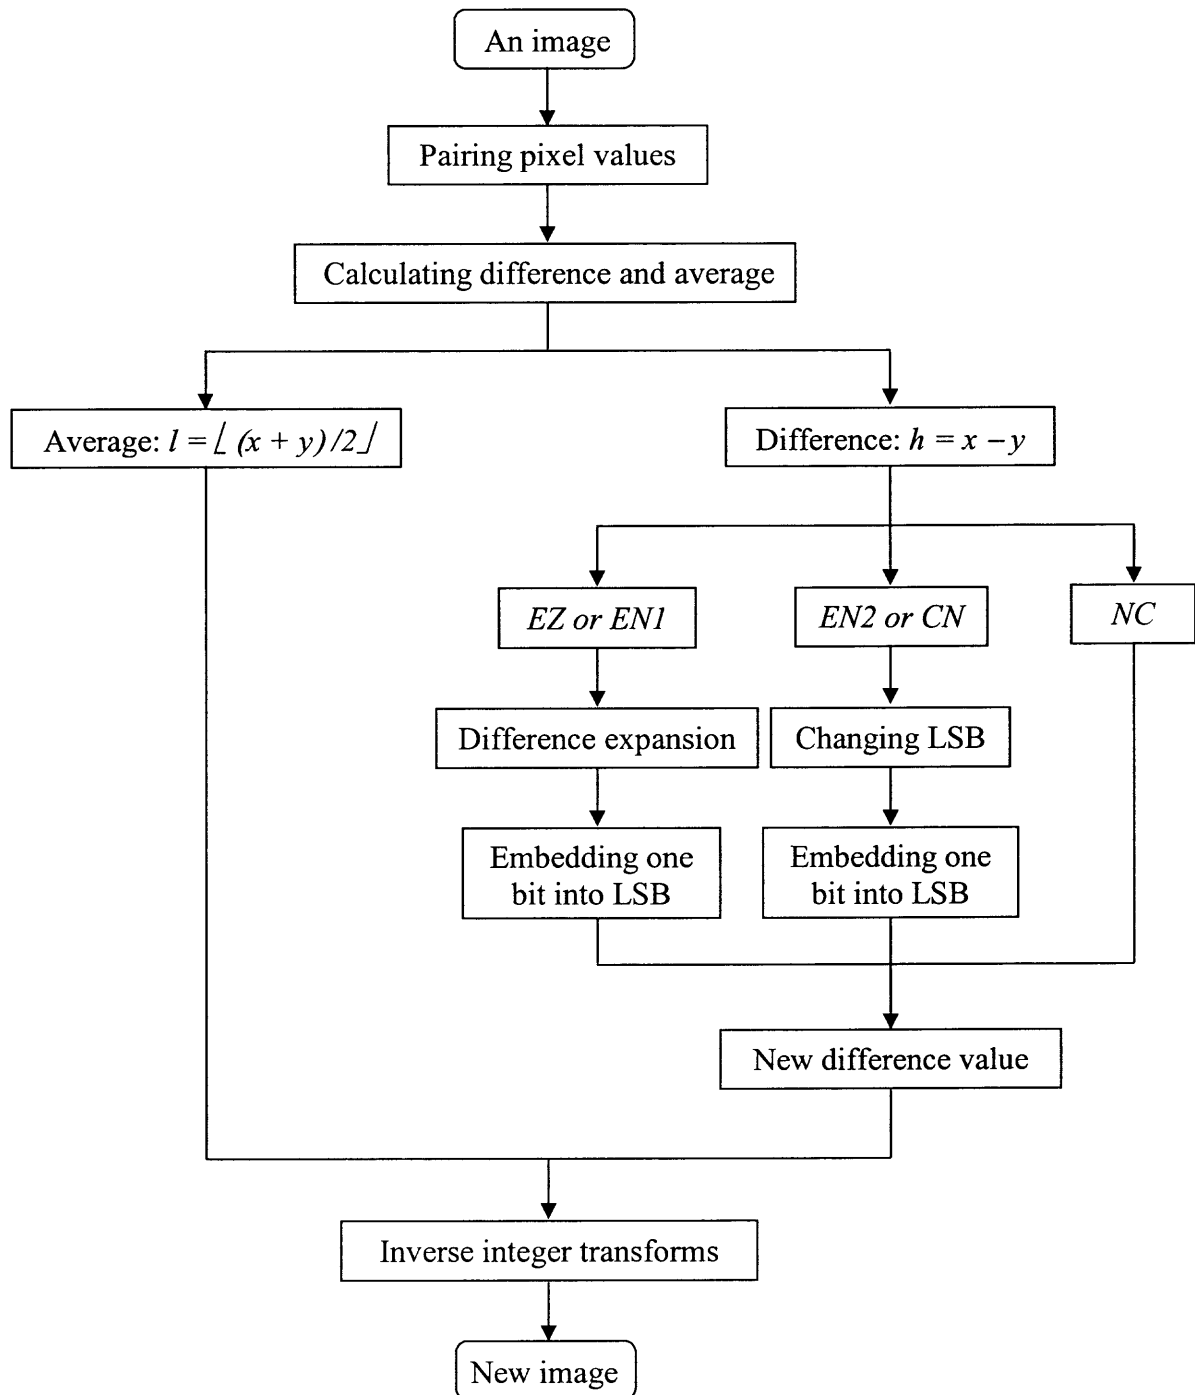 An image
Pairing pixel values
Calculating difference and average
Average: l = ⌊ (x + y)/2⌋
Difference: h = x – y
EZ or EN1
EN2 or CN
NC
Difference expansion
Changing LSB
Embedding one
bit into LSB
Embedding one
bit into LSB
New difference value
Inverse integer transforms
New image